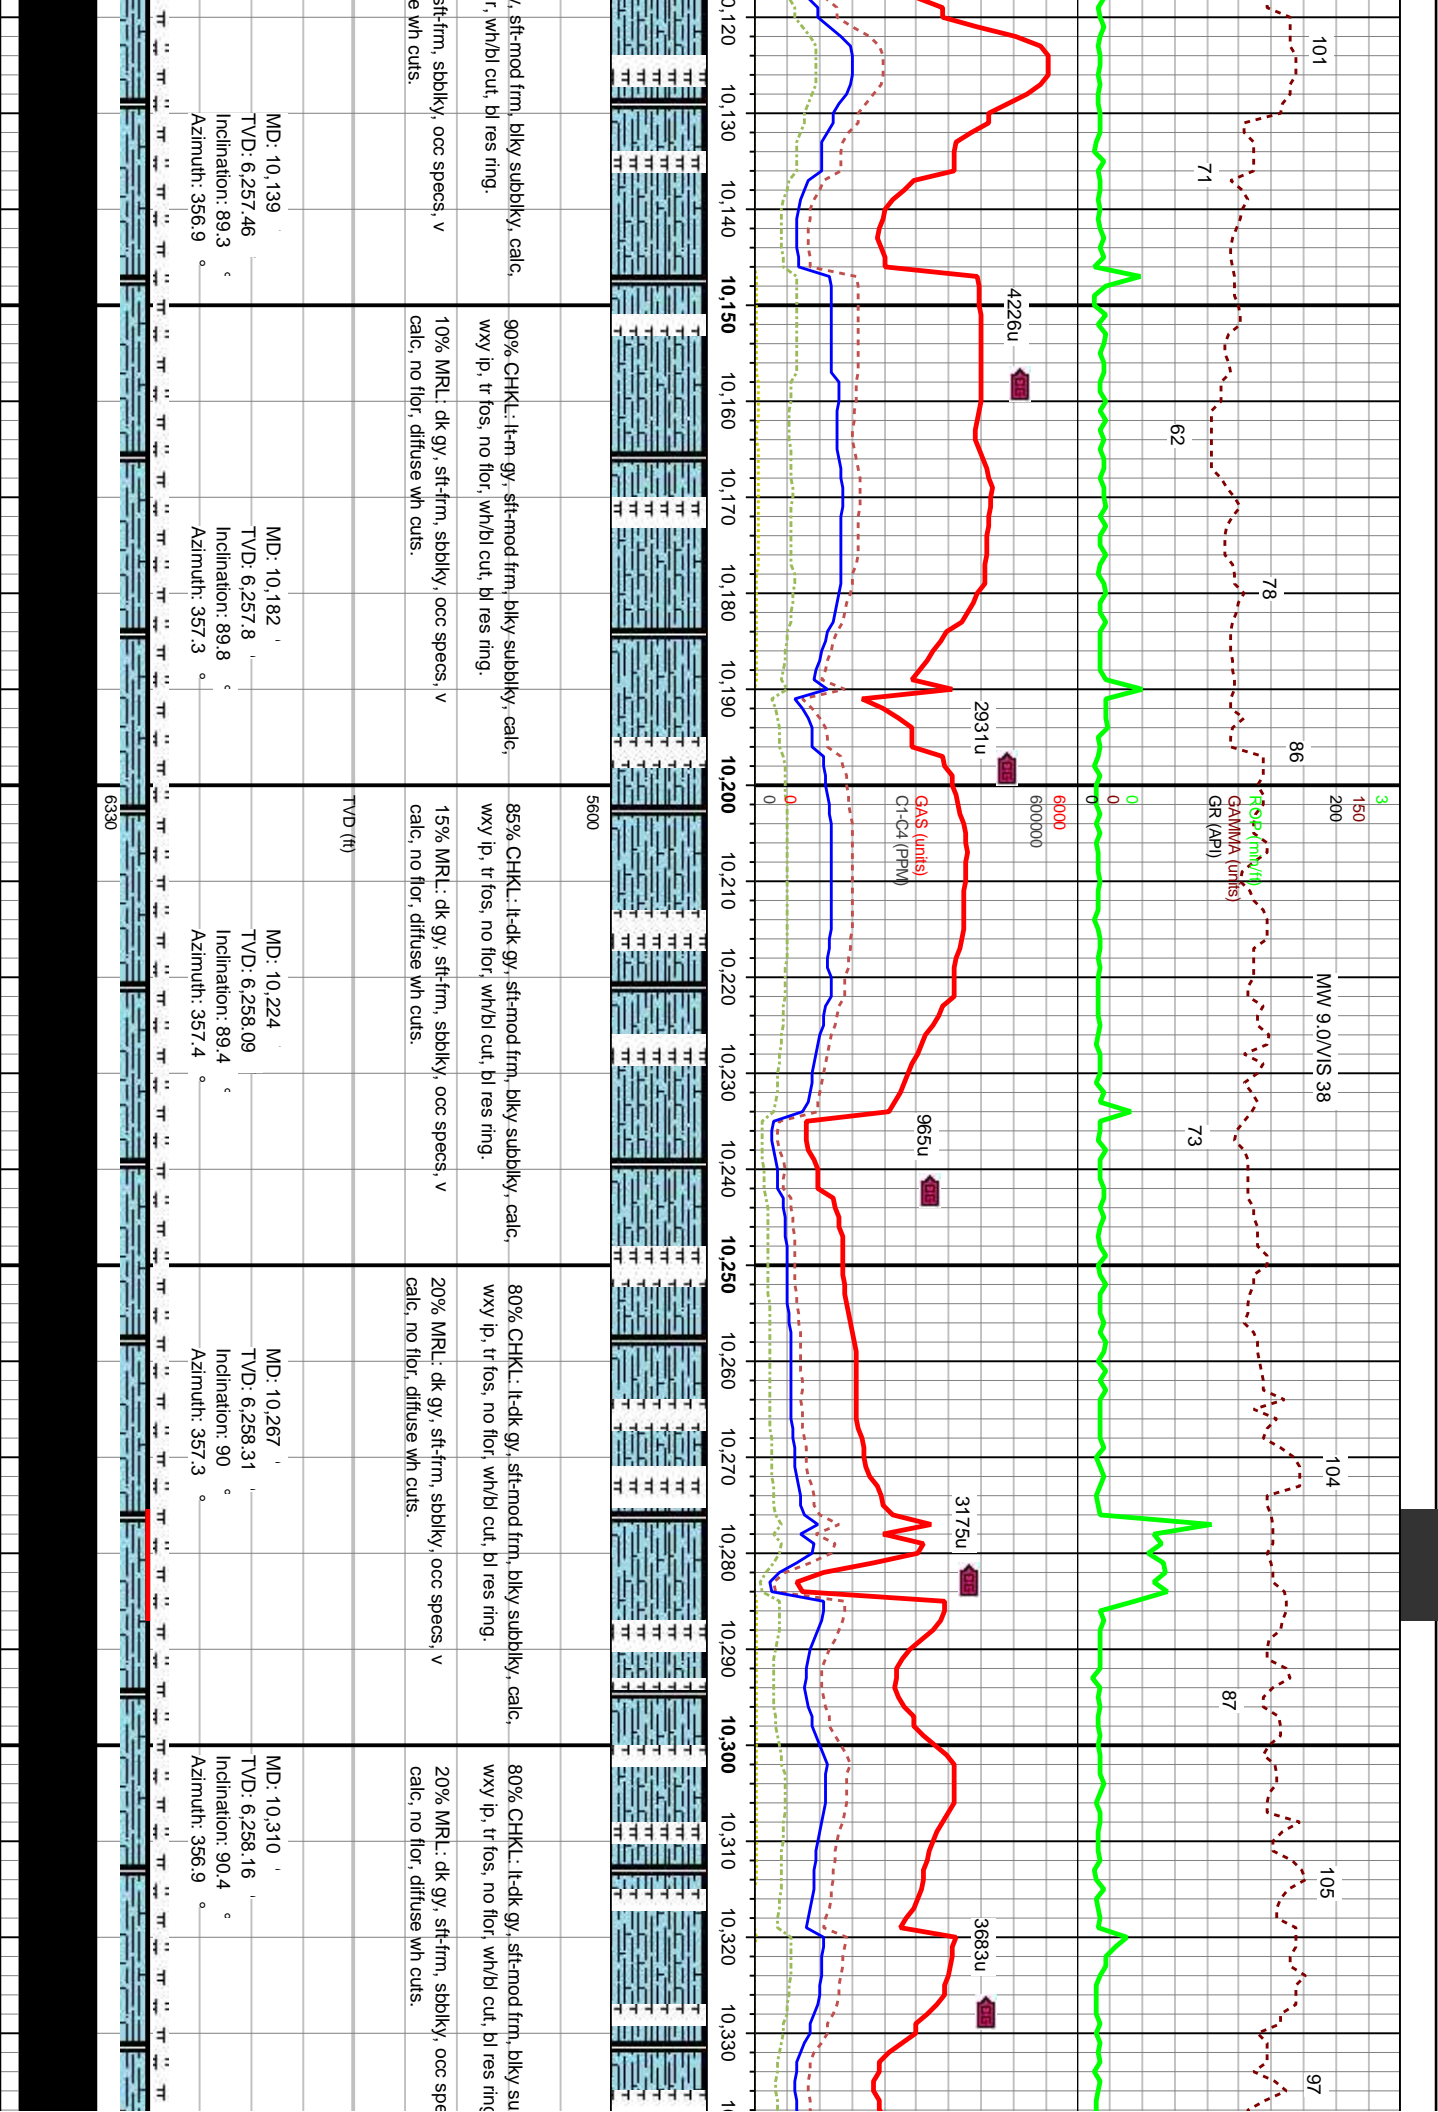 101
71
62
78
86
3
150
200
ROP (min/ft)
GAMMA (units)
GR (API)
0
0
0
MW 9.0/VIS 38
73
104
87
105
97
4226u
2931u
6000
600000
GAS (units)
C1-C4 (PPM)
0
0
965u
3175u
3683u
10,130
10,140
10,150
10,160
10,170
10,180
10,190
10,200
10,210
10,220
10,230
10,240
10,250
10,260
10,270
10,280
10,290
10,300
10,310
10,320
10,330
sft-mod frm, blky subblky, calc,
r, wh/bl cut, bl res ring.
sft-frm, sbblky, occ specs, v
e wh cuts.
90% CHKL: lt-m gy, sft-mod frm, blky subblky, calc,
wxy ip, tr fos, no flor, wh/bl cut, bl res ring.
10% MRL: dk gy, sft-frm, sbblky, occ specs, v
calc, no flor, diffuse wh cuts.
5600
85% CHKL: lt-dk gy, sft-mod frm, blky subblky, calc,
wxy ip, tr fos, no flor, wh/bl cut, bl res ring.
15% MRL: dk gy, sft-frm, sbblky, occ specs, v
calc, no flor, diffuse wh cuts.
TVD (ft)
6330
80% CHKL: lt-dk gy, sft-mod frm, blky subblky, calc,
wxy ip, tr fos, no flor, wh/bl cut, bl res ring.
20% MRL: dk gy, sft-frm, sbblky, occ specs, v
calc, no flor, diffuse wh cuts.
80% CHKL: lt-dk gy, sft-mod frm, blky su
wxy ip, tr fos, no flor, wh/bl cut, bl res ring
20% MRL: dk gy, sft-frm, sbblky, occ spe
calc, no flor, diffuse wh cuts.
MD: 10,139 '
TVD: 6,257.46 '
Inclination: 89.3 °
Azimuth: 356.9 °
MD: 10,182 '
TVD: 6,257.8 '
Inclination: 89.8 °
Azimuth: 357.3 °
MD: 10,224 '
TVD: 6,258.09 '
Inclination: 89.4 °
Azimuth: 357.4 °
MD: 10,267 '
TVD: 6,258.31 '
Inclination: 90 °
Azimuth: 357.3 °
MD: 10,310 '
TVD: 6,258.16 '
Inclination: 90.4 °
Azimuth: 356.9 °